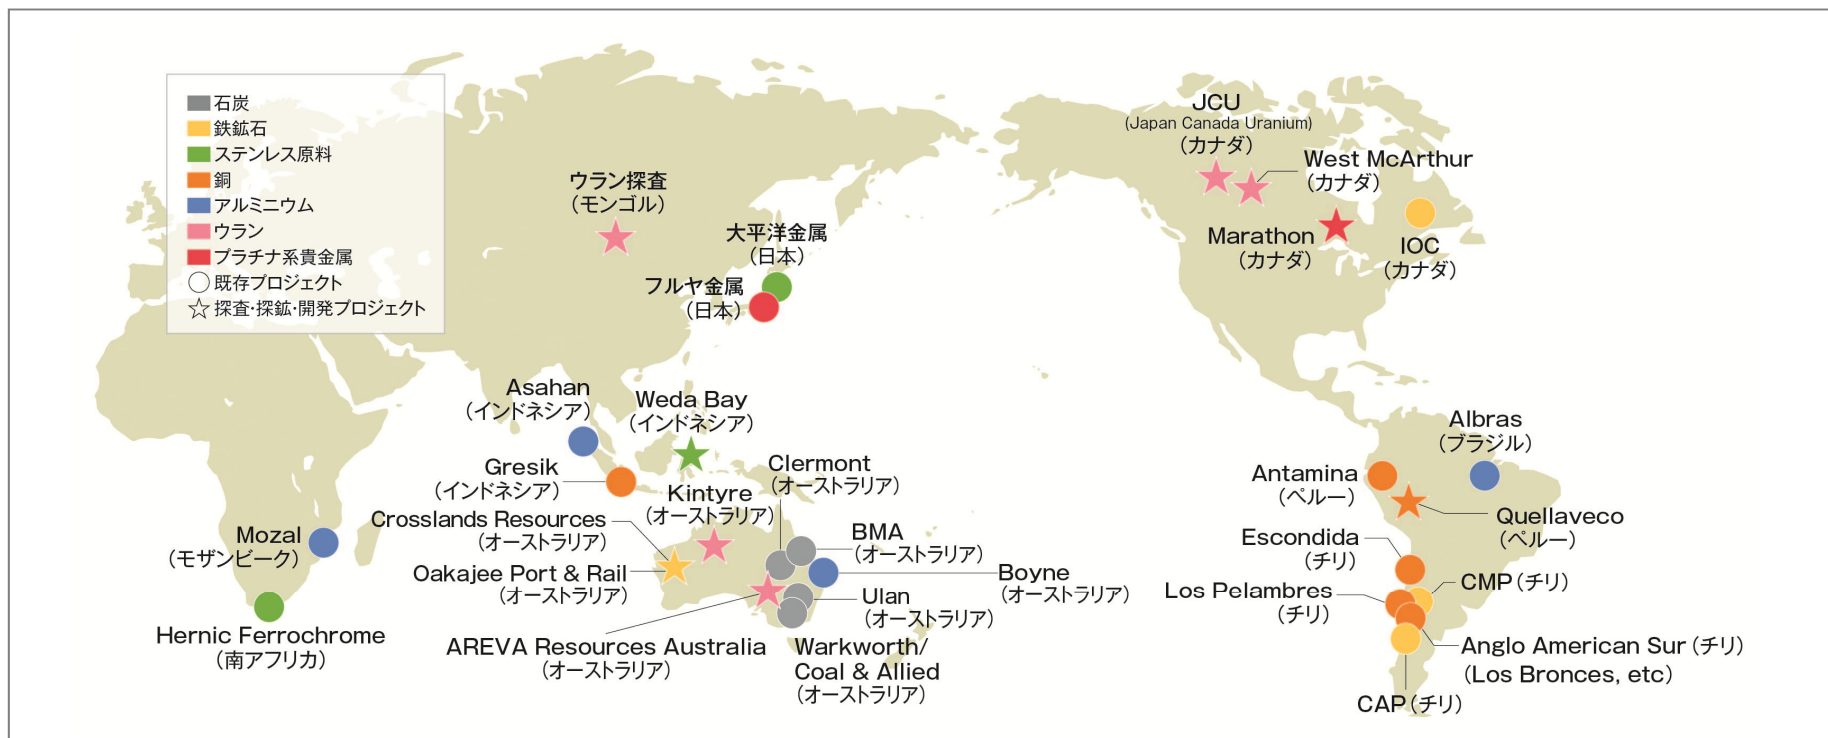 石炭
鉄鉱石
ステンレス原料
銅
アルミニウム
ウラン
プラチナ系貴金属
既存プロジェクト
探査・探鉱・開発プロジェクト
ウラン探査
（モンゴル）
大平洋金属
（日本）
フルヤ金属
（日本）
JCU
(Japan Canada Uranium)
（カナダ）
West McArthur
（カナダ）
Marathon
（カナダ）
IOC
（カナダ）
Asahan
（インドネシア）
Weda Bay
（インドネシア）
Gresik
（インドネシア）
Clermont
（オーストラリア）
Kintyre
（オーストラリア）
Crosslands Resources
（オーストラリア）
BMA
（オーストラリア）
Mozal
（モザンビーク）
Oakajee Port & Rail
（オーストラリア）
Boyne
（オーストラリア）
Ulan
（オーストラリア）
Hernic Ferrochrome
（南アフリカ）
AREVA Resources Australia
（オーストラリア）
Warkworth/
Coal & Allied
（オーストラリア）
Albras
（ブラジル）
Antamina
（ペルー）
Quellaveco
（ペルー）
Escondida
（チリ）
CMP（チリ）
Los Pelambres
（チリ）
Anglo American Sur（チリ）
（Los Bronces, etc）
CAP（チリ）